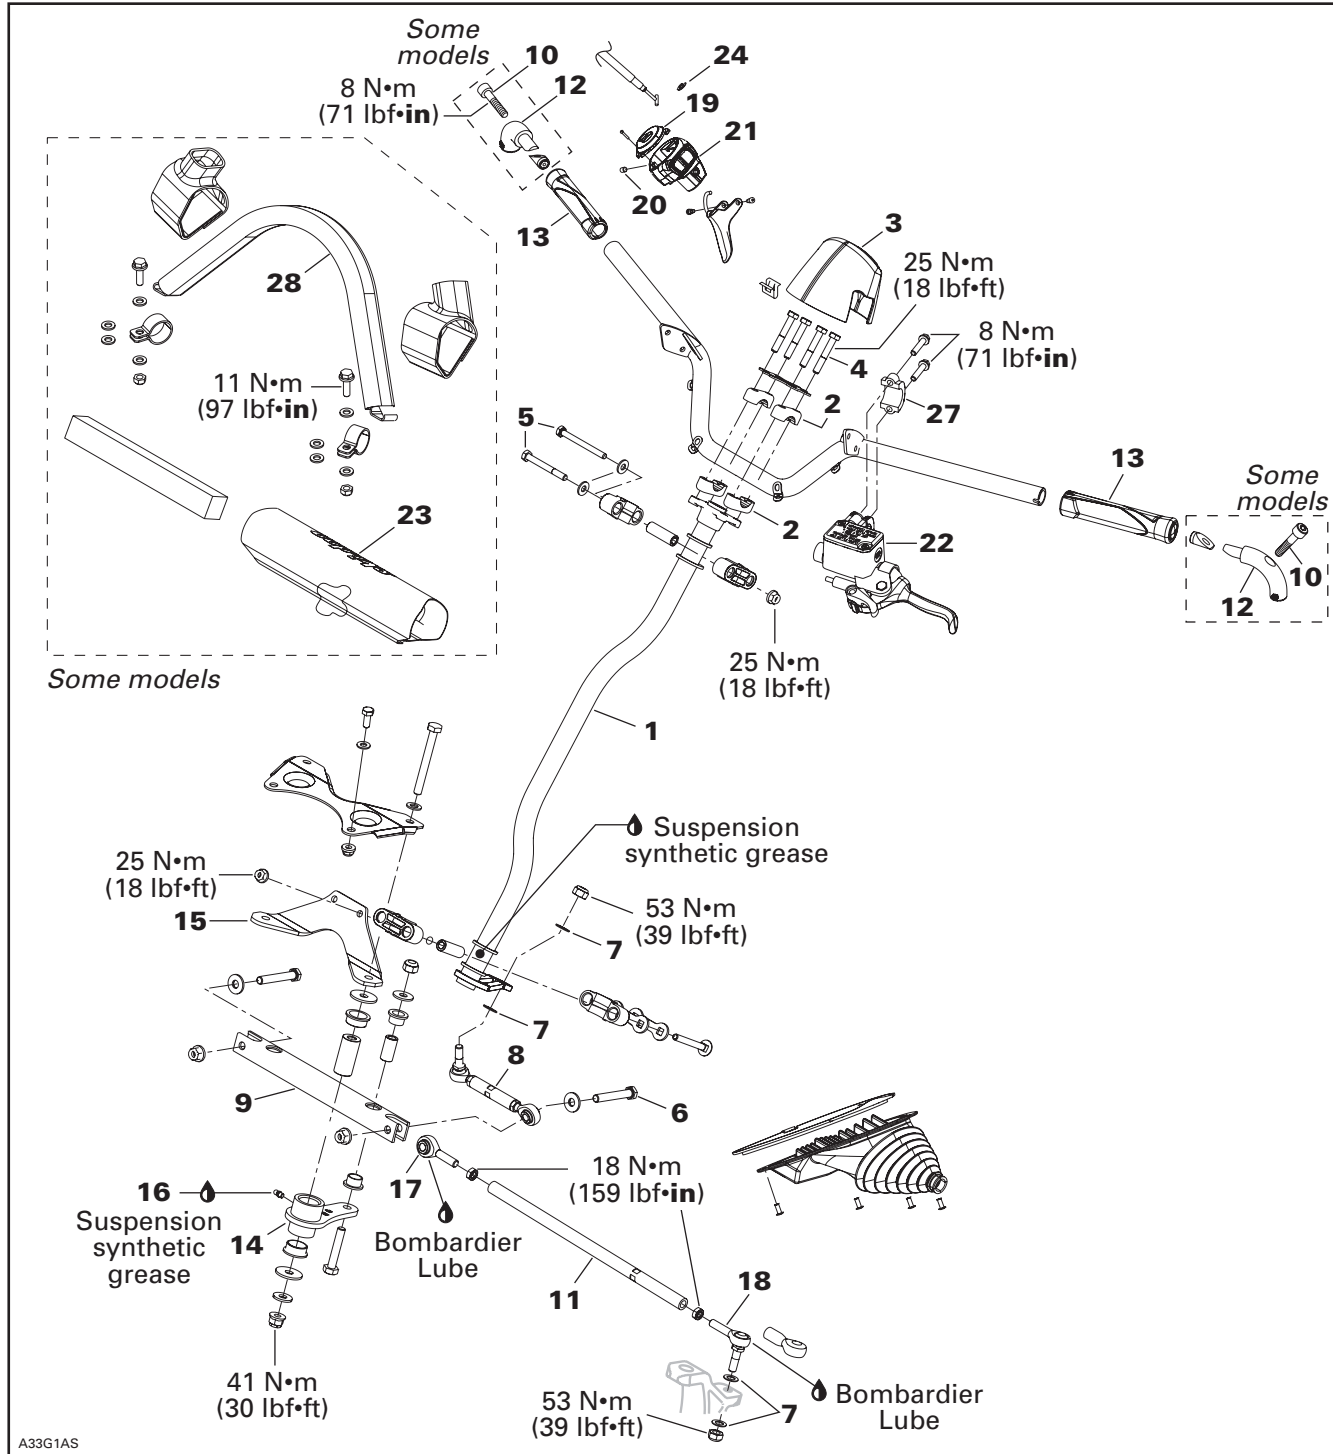 Some
models
10
24
8 N•m
(71 lbf•in)
12
19
21
20
13
3
28
25 N•m
(18 lbf•ft)
8 N•m
(71 lbf•in)
4
11 N•m
(97 lbf•in)
2
27
5
13
Some
models
23
2
22
10
12
Some models
25 N•m
(18 lbf•ft)
1
Suspension
synthetic grease
25 N•m
(18 lbf•ft)
53 N•m
(39 lbf•ft)
15
7
7
8
9
6
18 N•m
(159 lbf•in)
16
17
Suspension
synthetic
grease
14
Bombardier
Lube
11
18
41 N•m
(30 lbf•ft)
53 N•m
(39 lbf•ft)
7
Bombardier
Lube
A33G1AS